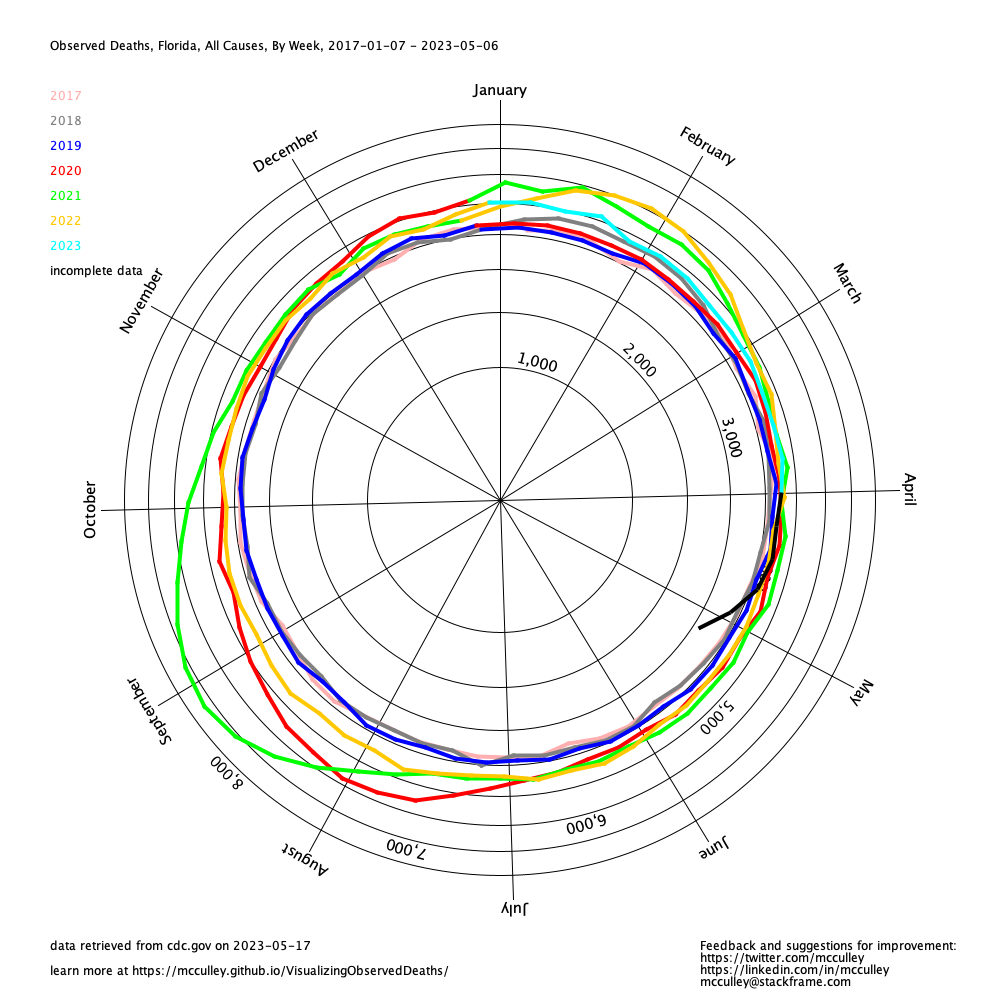 Observed Deaths, Florida, All Causes, By Week, 2017-01-07 - 2023-05-06
January
2017
2018
2019
2020
2021
2022
2023
incomplete data
December
February
November
March
1,000
2,000
3,000
October
April
September
May
5,000
8,000
6,000
7,000
August
June
July
data retrieved from cdc.gov on 2023-05-17
learn more at https://mcculley.github.io/VisualizingObservedDeaths/
Feedback and suggestions for improvement:
https://twitter.com/mcculley
https://linkedin.com/in/mcculley
mcculley@stackframe.com